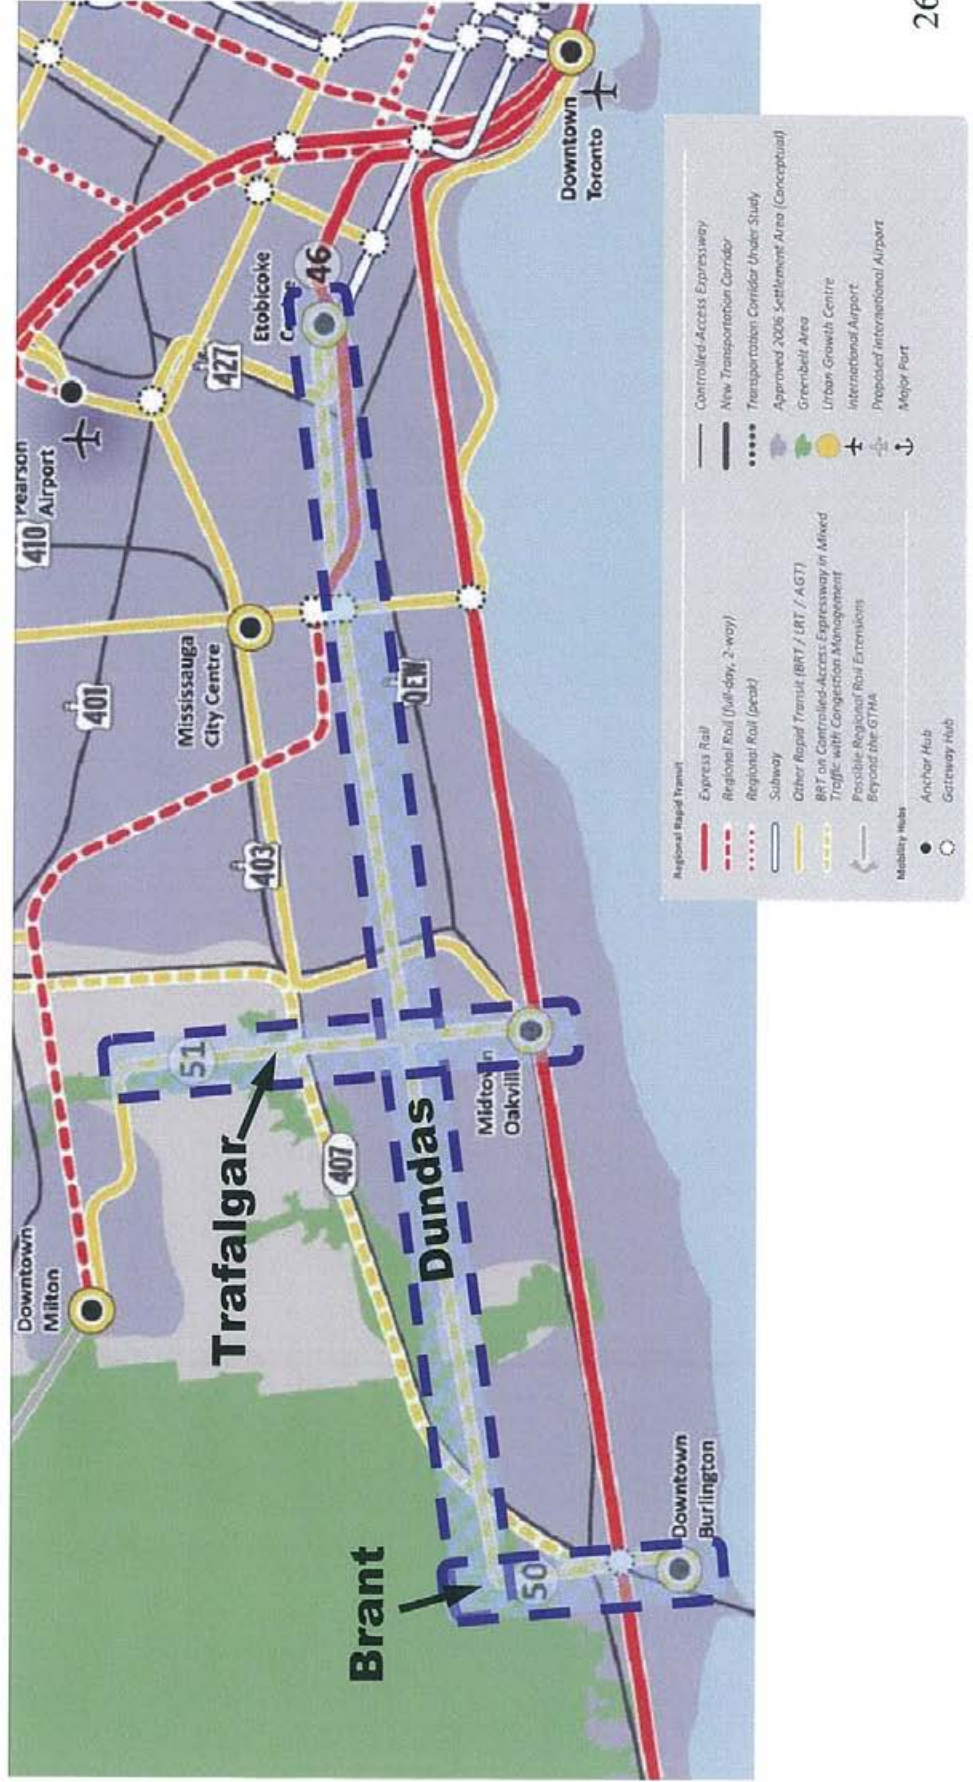 Pearson
Airport
410
401
427
Etobicoke
46
Mississauga
City Centre
403
QEW
Downtown
Toronto
Downtown
Milton
51
Trafalgar
407
Dundas
Midtown
Oakville
Brant
50
Downtown
Burlington
Regional Rapid Transit
Express Rail
Regional Rail (full-day, 2-way)
Regional Rail (peak)
Subway
Other Rapid Transit (BRT / LRT / AGT)
BRT on Controlled-Access Expressway in Mixed
Traffic with Congestion Management
Possible Regional Rail Extensions
Beyond the GTHA
Mobility Hubs
Anchor Hub
Gateway Hub
Controlled-Access Expressway
New Transportation Corridor
Transportation Corridor Under Study
Approved 2006 Settlement Area (Conceptual)
Greenbelt Area
Urban Growth Centre
International Airport
Proposed International Airport
Major Port
26